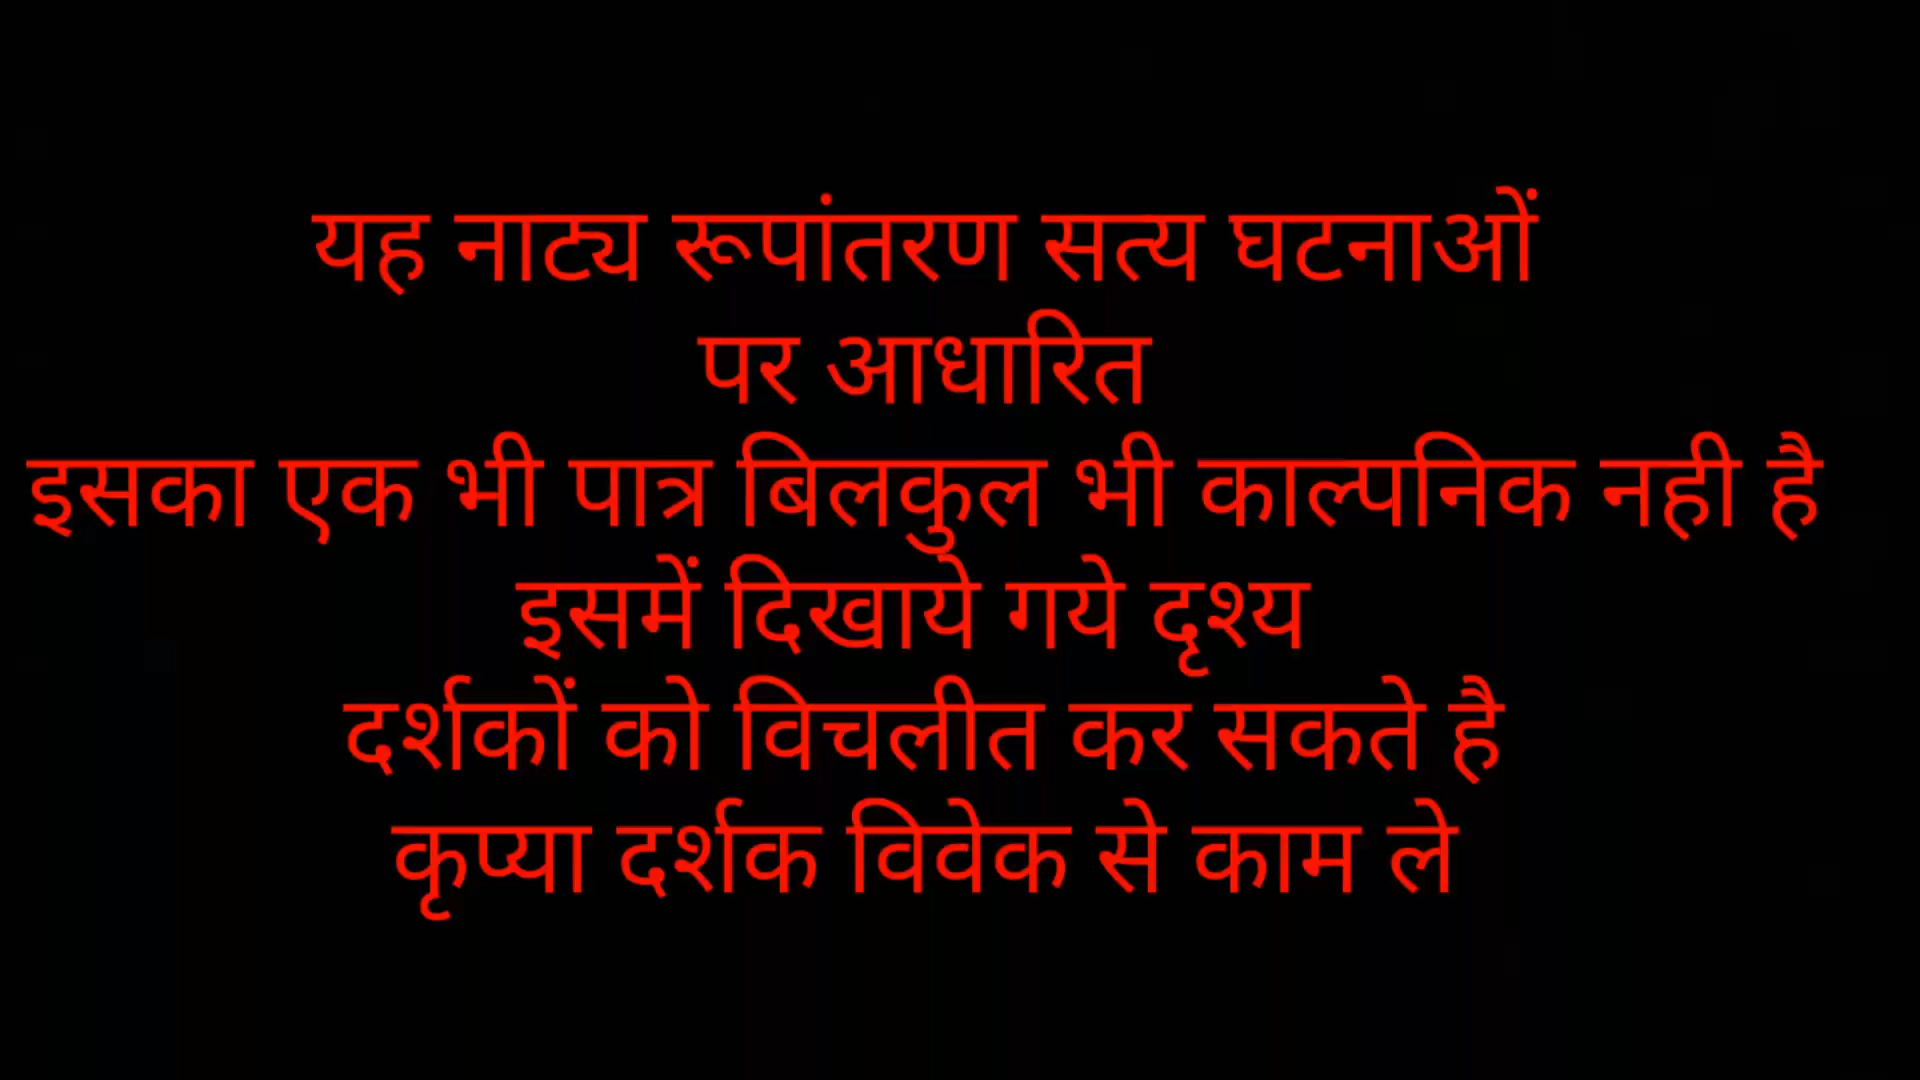 यह नाट्य रूपांतरण सत्य घटनाओं
पर आधारित
इसका एक भी पात्र बिलकुल भी काल्पनिक नही है
इसमें दिखाये गये दृश्य
दर्शकों को विचलीत कर सकते है
कृप्या दर्शक विवेक से काम ले